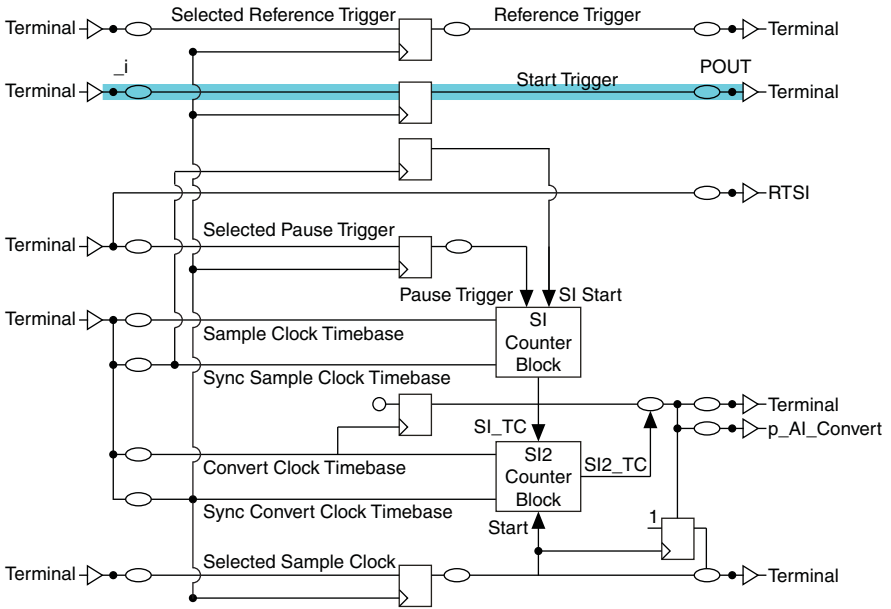 Selected Reference Trigger
Reference Trigger
Terminal
Terminal
_i
POUT
Start Trigger
Terminal
Terminal
RTSI
Selected Pause Trigger
Terminal
Pause Trigger
SI Start
Terminal
SI
Counter
Block
Sample Clock Timebase
Sync Sample Clock Timebase
Terminal
p_AI_Convert
SI_TC
SI2
Counter
Block
SI2_TC
Convert Clock Timebase
Sync Convert Clock Timebase
Start
1
Selected Sample Clock
Terminal
Terminal